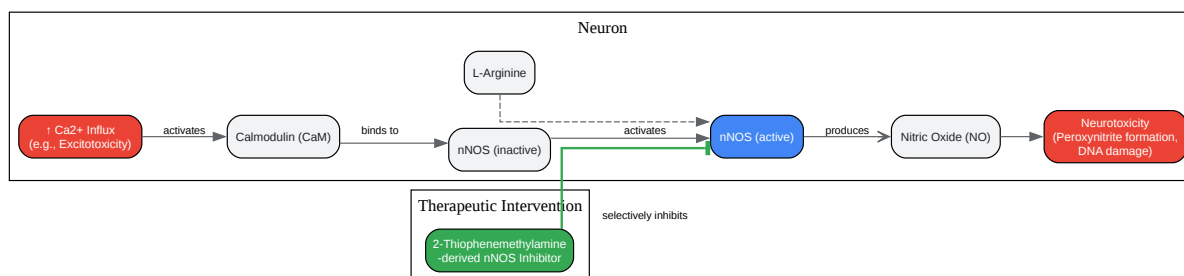 Neuron
L-Arginine
↑ Ca2+ Influx
(e.g., Excitotoxicity)
activates
Calmodulin (CaM)
binds to
nNOS (inactive)
activates
nNOS (active)
produces
Nitric Oxide (NO)
Neurotoxicity
(Peroxynitrite formation,
DNA damage)
Therapeutic Intervention
selectively inhibits
2-Thiophenemethylamine
-derived nNOS Inhibitor